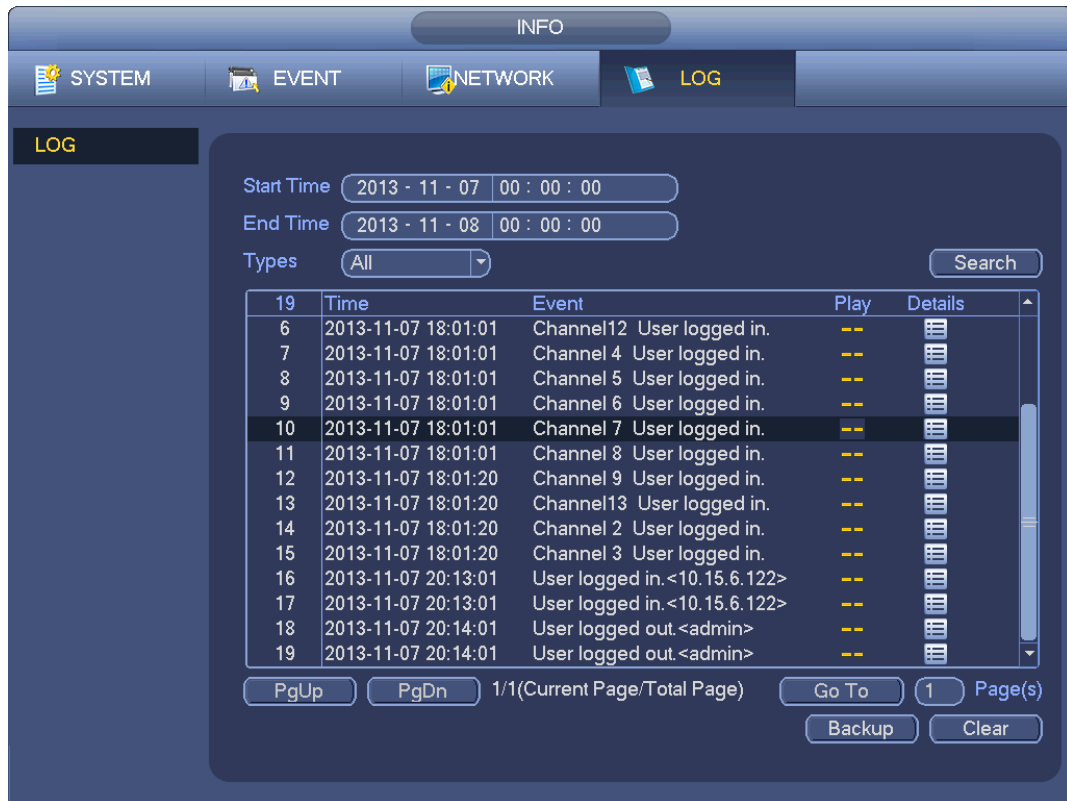 INFO
SYSTEM EVENT NETWORK LOG
LOG
Start Time 2013 - 11 - 07 00 : 00 : 00
End Time 2013 - 11 - 08 00 : 00 : 00
Types All Search
19 Time Event Play Details
6 2013-11-07 18:01:01 Channel12 User logged in. --
7 2013-11-07 18:01:01 Channel 4 User logged in. --
8 2013-11-07 18:01:01 Channel 5 User logged in. --
9 2013-11-07 18:01:01 Channel 6 User logged in. --
10 2013-11-07 18:01:01 Channel 7 User logged in. --
11 2013-11-07 18:01:01 Channel 8 User logged in. --
12 2013-11-07 18:01:20 Channel 9 User logged in. --
13 2013-11-07 18:01:20 Channel13 User logged in. --
14 2013-11-07 18:01:20 Channel 2 User logged in. --
15 2013-11-07 18:01:20 Channel 3 User logged in. --
16 2013-11-07 20:13:01 User logged in.<10.15.6.122> --
17 2013-11-07 20:13:01 User logged in.<10.15.6.122> --
18 2013-11-07 20:14:01 User logged out.<admin> --
19 2013-11-07 20:14:01 User logged out.<admin> --
PgUp PgDn 1/1(Current Page/Total Page) Go To 1 Page(s)
Backup Clear